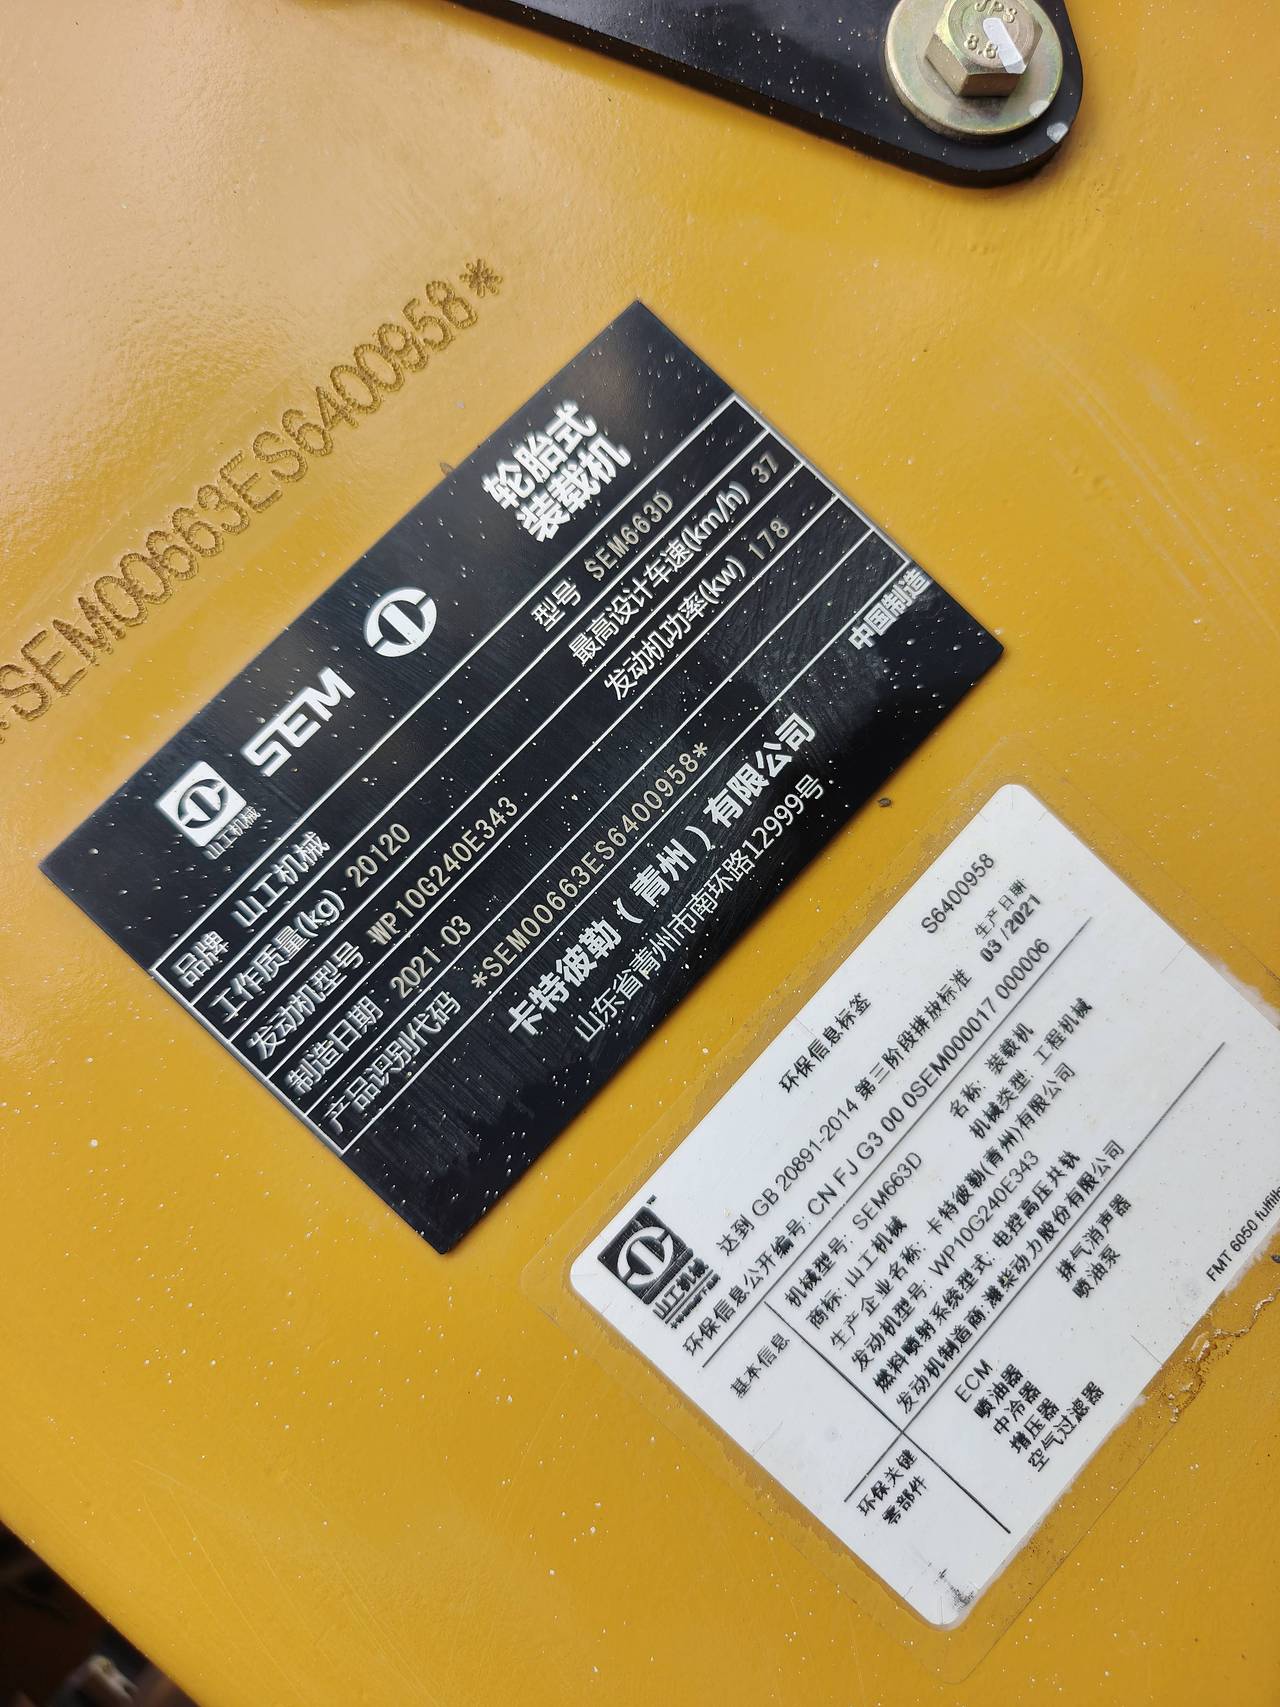 JPS
8.8
*SEM00663ES6400958*
山工机械
SEM
轮胎式
装载机
品牌 山工机械
型号 SEM663D
工作质量(kg) 20120
最高设计车速(km/h) 37
发动机型号 WP10G240E343
发动机功率(kw) 178
制造日期 2021 03
产品识别代码 *SEM00663ES6400958*
卡特彼勒(青州)有限公司
中国制造
山东省青州市南环路12999号
山工机械
环保信息标签
S6400958
生产日期
达到 GB 20891-2014 第三阶段排放标准 03 /2021
环保信息公开编号: CN FJ G3 00 0SEM000017 000006
基本信息
机械型号: SEM663D
名称: 装载机
商标: 山工机械
机械类型: 工程机械
生产企业名称: 卡特彼勒(青州)有限公司
发动机型号: WP10G240E343
燃料喷射系统型式: 电控高压共轨
发动机制造商:潍柴动力股份有限公司
环保关键
零部件
ECM
排气消声器
喷油器
喷油泵
中冷器
增压器
空气过滤器
FMT 6050